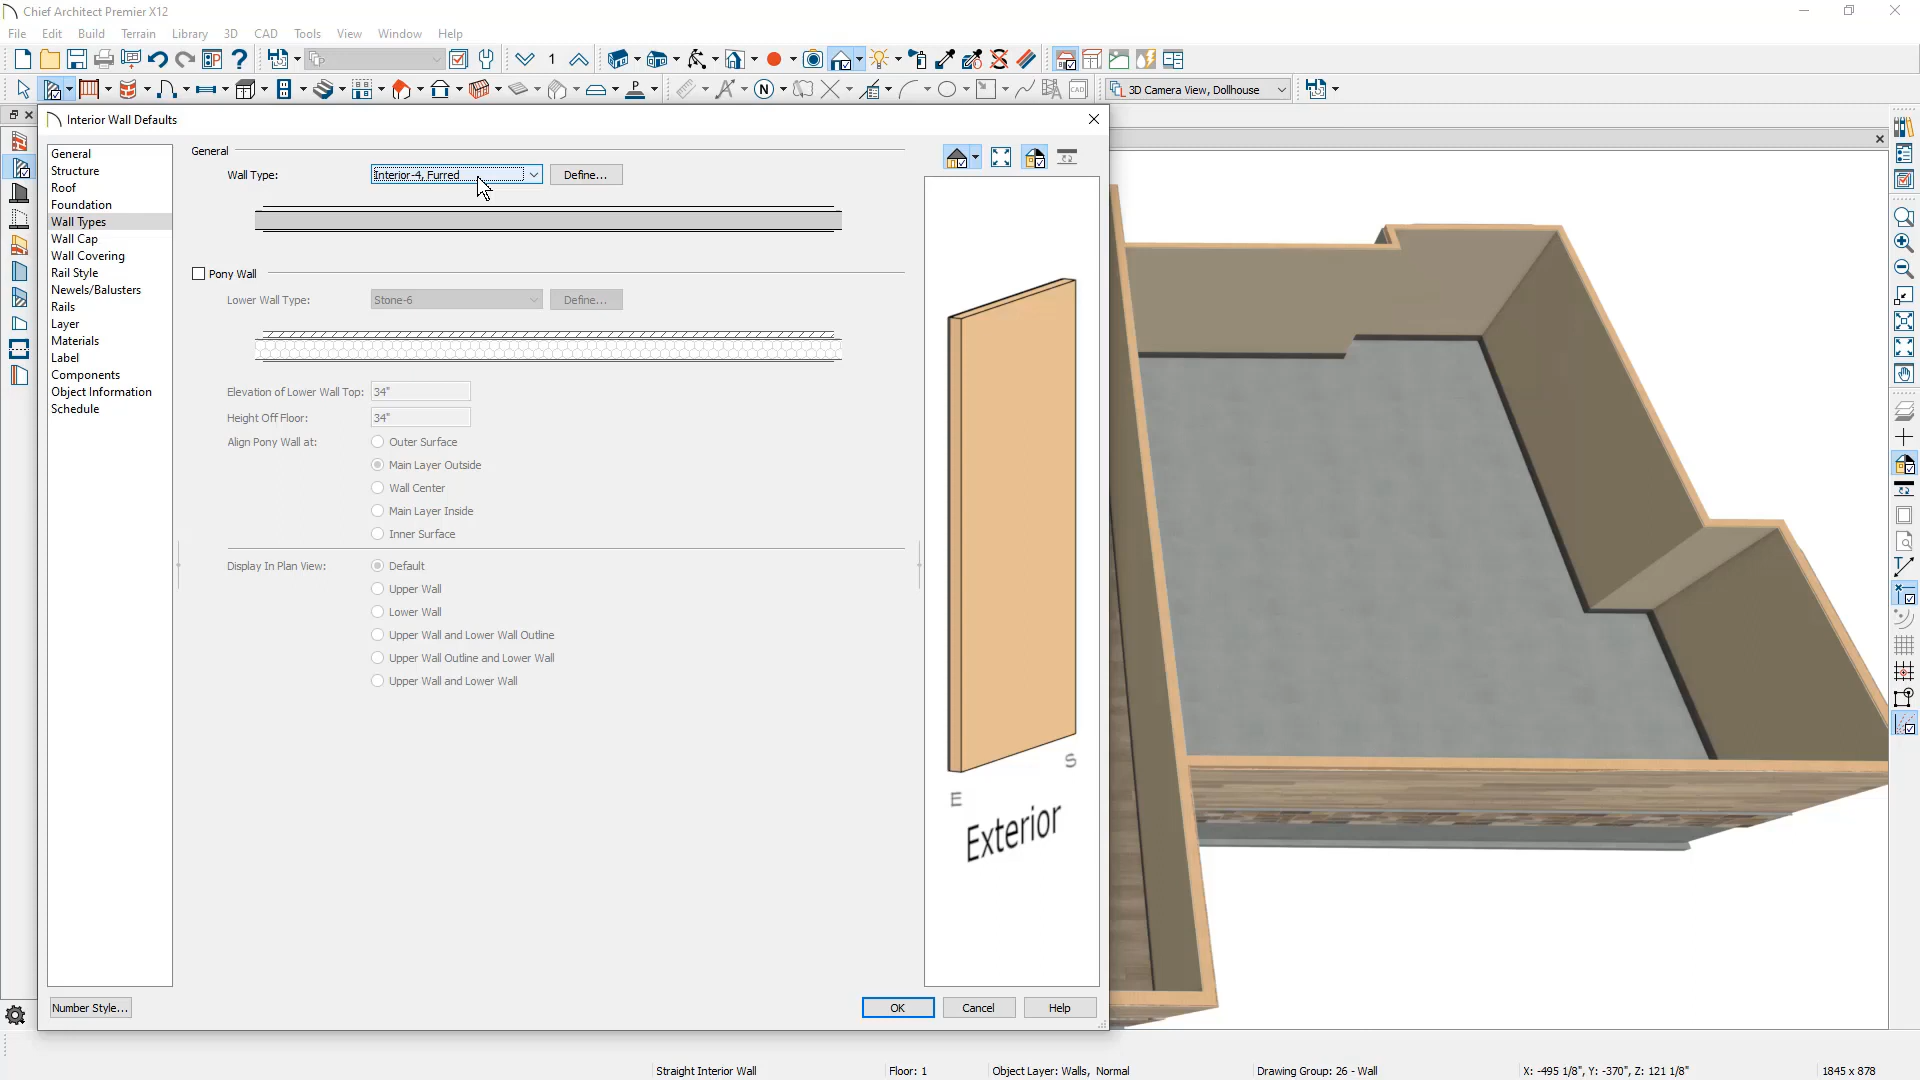 Chief Architect Premier X12
File Edit Build Terrain Library 3D CAD Tools View Window Help
1
N
3D Camera View, Dollhouse
Interior Wall Defaults
General
Structure
Roof
Foundation
Wall Types
Wall Cap
Wall Covering
Rail Style
Newels/Balusters
Rails
Layer
Materials
Label
Components
Object Information
Schedule
General
Wall Type: Interior-4, Furred Define...
Pony Wall
Lower Wall Type: Stone-6 Define...
Elevation of Lower Wall Top: 34"
Height Off Floor: 34"
Align Pony Wall at: Outer Surface
Main Layer Outside
Wall Center
Main Layer Inside
Inner Surface
Display In Plan View: Default
Upper Wall
Lower Wall
Upper Wall and Lower Wall Outline
Upper Wall Outline and Lower Wall
Upper Wall and Lower Wall
S
E
Exterior
Number Style... OK Cancel Help
Straight Interior Wall Floor: 1 Object Layer: Walls, Normal Drawing Group: 26 - Wall X: -495 1/8", Y: -370", Z: 121 1/8" 1845 x 878